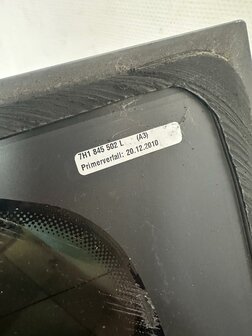 7H1 845 502 L (A3)
Primerverfall: 20.12.2010